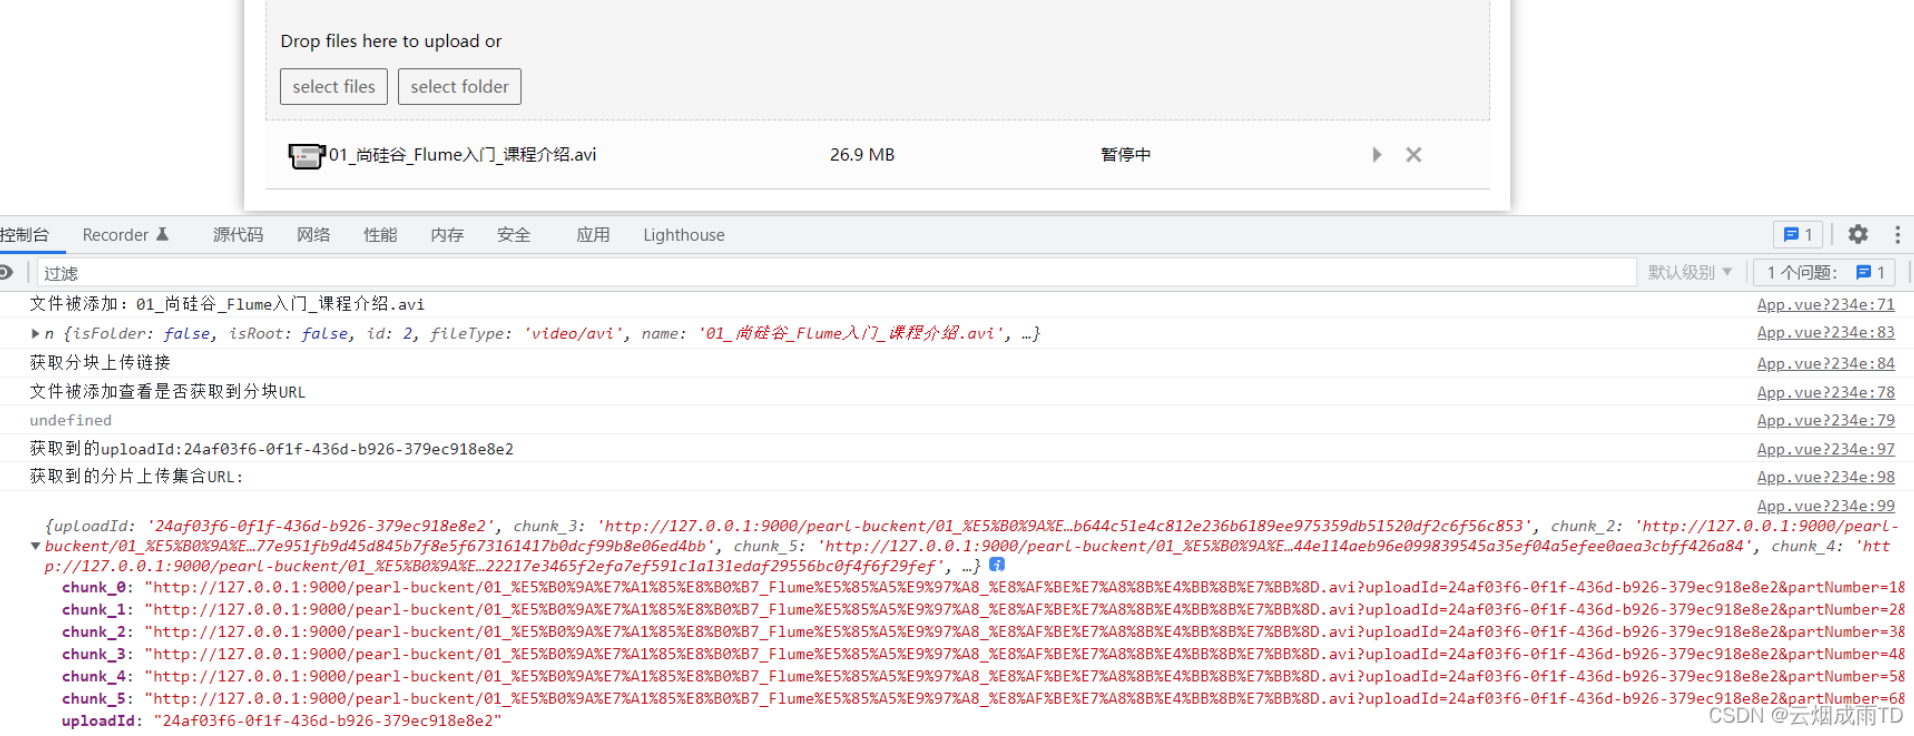 Drop files here to upload or
select files select folder
01_尚硅谷_Flume入门_课程介绍.avi 26.9 MB 暂停中
控制台 Recorder 源代码 网络 性能 内存 安全 应用 Lighthouse 1
过滤 默认级别 1 个问题： 1
文件被添加：01_尚硅谷_Flume入门_课程介绍.avi App.vue?234e:71
n {isFolder: false, isRoot: false, id: 2, fileType: 'video/avi', name: '01_尚硅谷_Flume入门_课程介绍.avi', …} App.vue?234e:83
获取分块上传链接 App.vue?234e:84
文件被添加查看是否获取到分块URL App.vue?234e:78
undefined App.vue?234e:79
获取到的uploadId:24af03f6-0f1f-436d-b926-379ec918e8e2 App.vue?234e:97
获取到的分片上传集合URL: App.vue?234e:98
App.vue?234e:99
{uploadId: '24af03f6-0f1f-436d-b926-379ec918e8e2', chunk_3: 'http://127.0.0.1:9000/pearl-buckent/01_%E5%B0%9A%E…b644c51e4c812e236b6189ee975359db51520df2c6f56c853', chunk_2: 'http://127.0.0.1:9000/pearl-
buckent/01_%E5%B0%9A%E…77e951fb9d45d845b7f8e5f673161417b0dcf99b8e06ed4bb', chunk_5: 'http://127.0.0.1:9000/pearl-buckent/01_%E5%B0%9A%E…44e114aeb96e099839545a35ef04a5efee0aea3cbff426a84', chunk_4: 'htt
p://127.0.0.1:9000/pearl-buckent/01_%E5%B0%9A%E…22217e3465f2efa7ef591c1a131edaf29556bc0f4f6f29fef', …}
chunk_0: "http://127.0.0.1:9000/pearl-buckent/01_%E5%B0%9A%E7%A1%85%E8%B0%B7_Flume%E5%85%A5%E9%97%A8_%E8%AF%BE%E7%A8%8B%E4%BB%8B%E7%BB%8D.avi?uploadId=24af03f6-0f1f-436d-b926-379ec918e8e2&partNumber=1&
chunk_1: "http://127.0.0.1:9000/pearl-buckent/01_%E5%B0%9A%E7%A1%85%E8%B0%B7_Flume%E5%85%A5%E9%97%A8_%E8%AF%BE%E7%A8%8B%E4%BB%8B%E7%BB%8D.avi?uploadId=24af03f6-0f1f-436d-b926-379ec918e8e2&partNumber=2&
chunk_2: "http://127.0.0.1:9000/pearl-buckent/01_%E5%B0%9A%E7%A1%85%E8%B0%B7_Flume%E5%85%A5%E9%97%A8_%E8%AF%BE%E7%A8%8B%E4%BB%8B%E7%BB%8D.avi?uploadId=24af03f6-0f1f-436d-b926-379ec918e8e2&partNumber=3&
chunk_3: "http://127.0.0.1:9000/pearl-buckent/01_%E5%B0%9A%E7%A1%85%E8%B0%B7_Flume%E5%85%A5%E9%97%A8_%E8%AF%BE%E7%A8%8B%E4%BB%8B%E7%BB%8D.avi?uploadId=24af03f6-0f1f-436d-b926-379ec918e8e2&partNumber=4&
chunk_4: "http://127.0.0.1:9000/pearl-buckent/01_%E5%B0%9A%E7%A1%85%E8%B0%B7_Flume%E5%85%A5%E9%97%A8_%E8%AF%BE%E7%A8%8B%E4%BB%8B%E7%BB%8D.avi?uploadId=24af03f6-0f1f-436d-b926-379ec918e8e2&partNumber=5&
chunk_5: "http://127.0.0.1:9000/pearl-buckent/01_%E5%B0%9A%E7%A1%85%E8%B0%B7_Flume%E5%85%A5%E9%97%A8_%E8%AF%BE%E7%A8%8B%E4%BB%8B%E7%BB%8D.avi?uploadId=24af03f6-0f1f-436d-b926-379ec918e8e2&partNumber=6&
uploadId: "24af03f6-0f1f-436d-b926-379ec918e8e2"
CSDN @云烟成雨TD